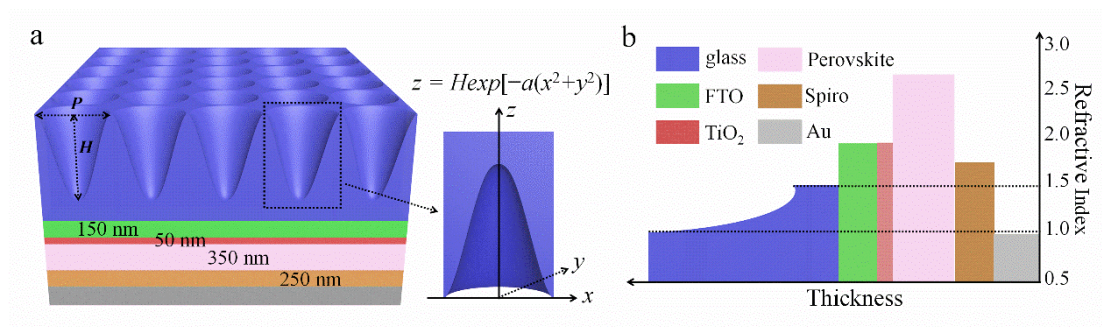 a
P
H
150 nm
50 nm
350 nm
250 nm
z = Hexp[−a(x²+y²)]
z
y
x
b
glass
Perovskite
FTO
Spiro
TiO₂
Au
3.0
2.5
2.0
1.5
1.0
0.5
Refractive Index
Thickness